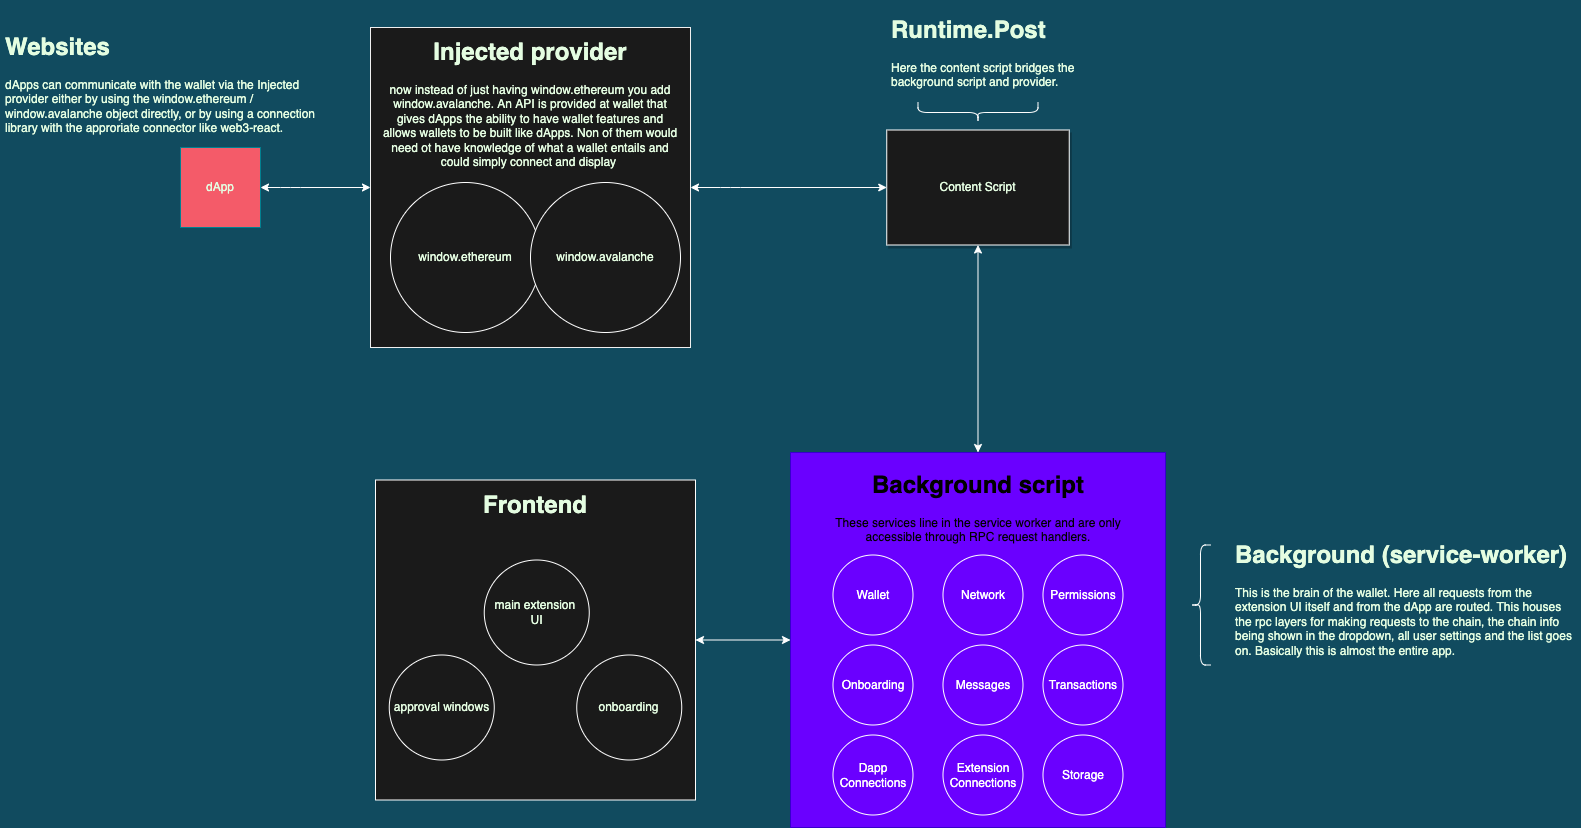 Websites
dApps can communicate with the wallet via the Injected
provider either by using the window.ethereum /
window.avalanche object directly, or by using a connection
library with the approriate connector like web3-react.
dApp
Injected provider
now instead of just having window.ethereum you add
window.avalanche. An API is provided at wallet that
gives dApps the ability to have wallet features and
allows wallets to be built like dApps. Non of them would
need ot have knowledge of what a wallet entails and
could simply connect and display
window.ethereum
window.avalanche
Runtime.Post
Here the content script bridges the
background script and provider.
Content Script
Frontend
main extension
UI
approval windows
onboarding
Background script
These services line in the service worker and are only
accessible through RPC request handlers.
Wallet
Network
Permissions
Onboarding
Messages
Transactions
Dapp
Connections
Extension
Connections
Storage
Background (service-worker)
This is the brain of the wallet. Here all requests from the
extension UI itself and from the dApp are routed. This houses
the rpc layers for making requests to the chain, the chain info
being shown in the dropdown, all user settings and the list goes
on. Basically this is almost the entire app.